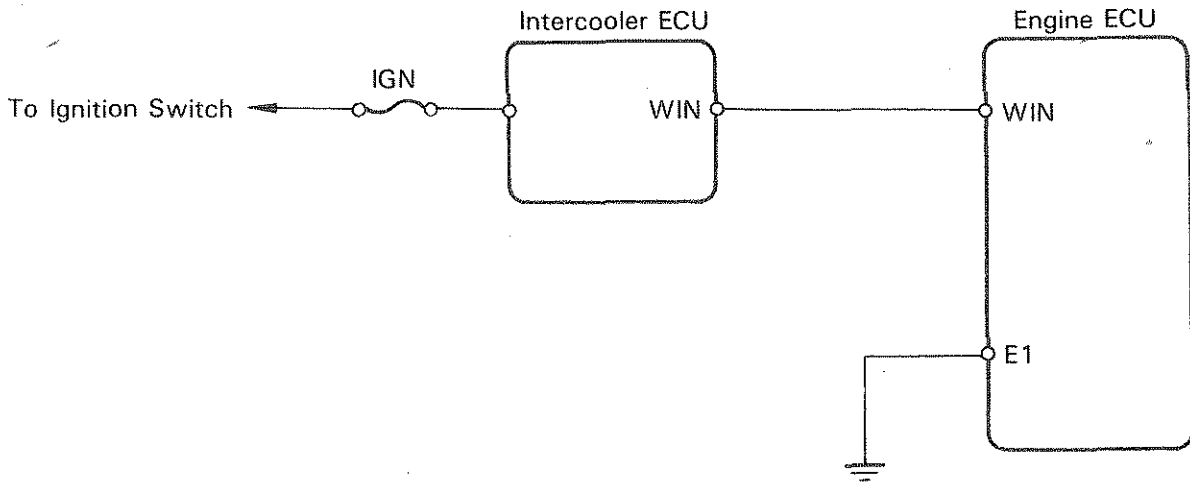 Intercooler ECU
Engine ECU
IGN
To Ignition Switch
WIN
WIN
E1